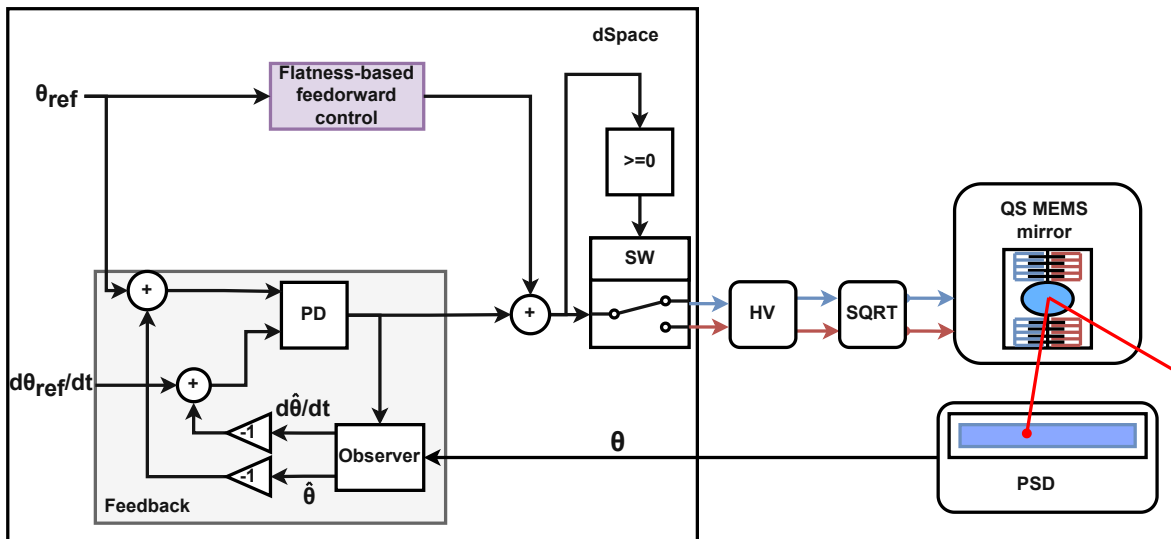 dSpace
Flatness-based
feedorward
control
θref
>=0
QS MEMS
mirror
SW
+
PD
+
HV
SQRT
dθref/dt
+
dθ̂/dt
-1
Observer
θ
-1
θ̂
PSD
Feedback